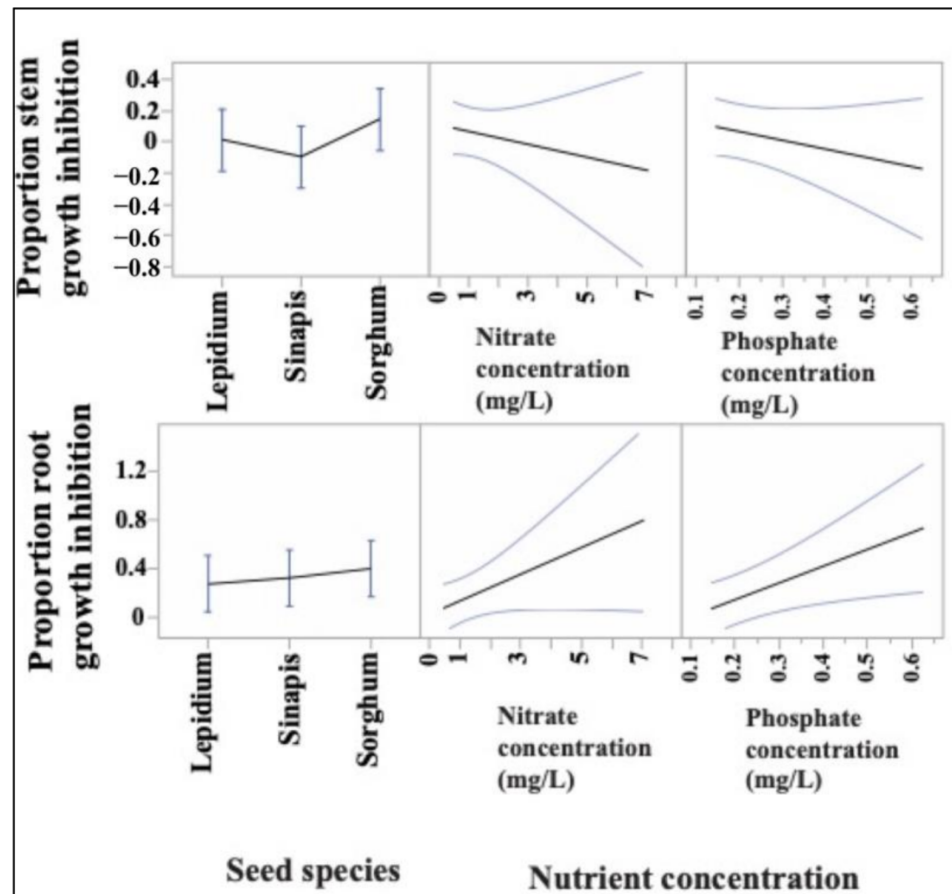 Proportion stem
growth inhibition
0.4
0.2
0
−0.2
−0.4
−0.6
−0.8
Lepidium
Sinapis
Sorghum
0
1
3
5
7
Nitrate
concentration
(mg/L)
0.1
0.2
0.3
0.4
0.5
0.6
Phosphate
concentration
(mg/L)
Proportion root
growth inhibition
1.2
0.8
0.4
0
Lepidium
Sinapis
Sorghum
0
1
3
5
7
Nitrate
concentration
(mg/L)
0.1
0.2
0.3
0.4
0.5
0.6
Phosphate
concentration
(mg/L)
Seed species
Nutrient concentration